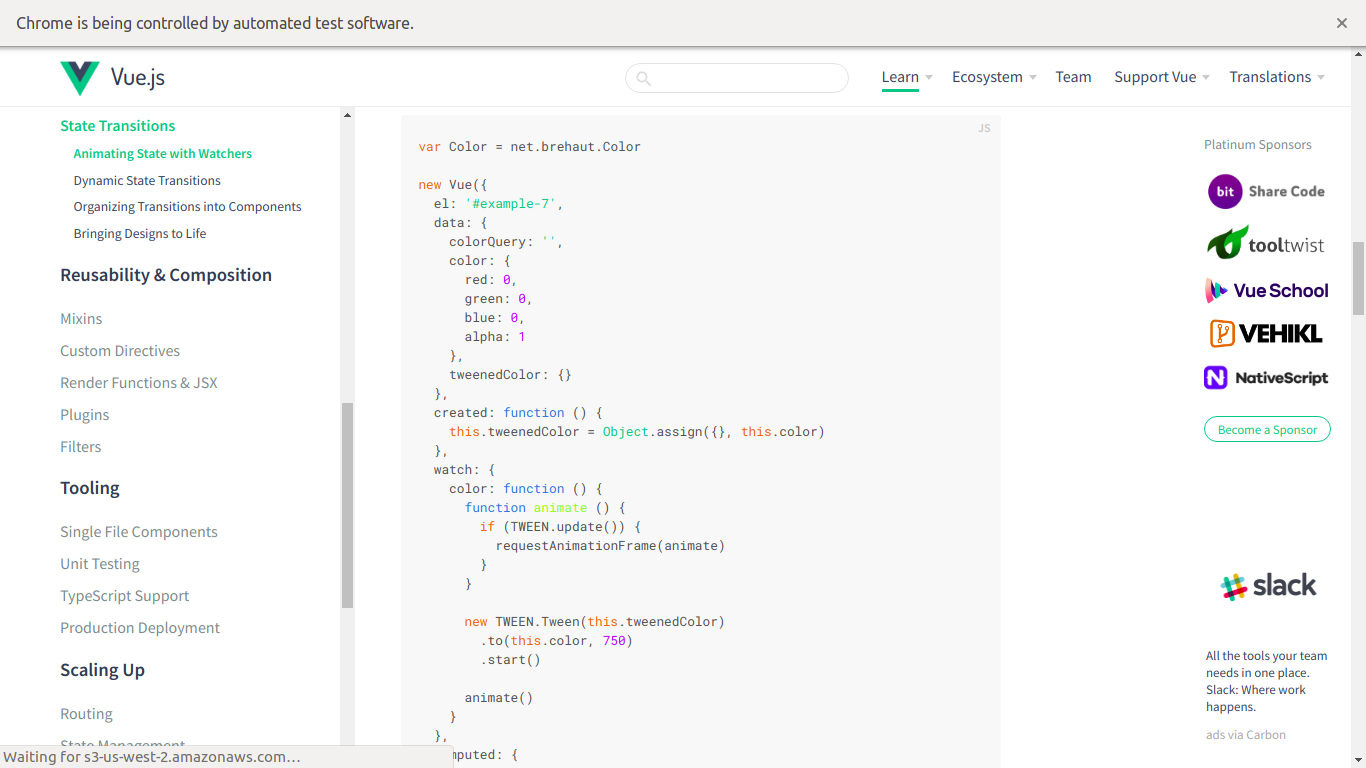 Chrome is being controlled by automated test software.
Vue.js
Learn
Ecosystem
Team
Support Vue
Translations
State Transitions
Animating State with Watchers
Dynamic State Transitions
Organizing Transitions into Components
Bringing Designs to Life
Reusability & Composition
Mixins
Custom Directives
Render Functions & JSX
Plugins
Filters
Tooling
Single File Components
Unit Testing
TypeScript Support
Production Deployment
Scaling Up
Routing
State Management
Waiting for s3-us-west-2.amazonaws.com...
JS
var Color = net.brehaut.Color
new Vue({
el: '#example-7',
data: {
colorQuery: '',
color: {
red: 0,
green: 0,
blue: 0,
alpha: 1
},
tweenedColor: {}
},
created: function () {
this.tweenedColor = Object.assign({}, this.color)
},
watch: {
color: function () {
function animate () {
if (TWEEN.update()) {
requestAnimationFrame(animate)
}
}
new TWEEN.Tween(this.tweenedColor)
.to(this.color, 750)
.start()
animate()
}
},
mputed: {
Platinum Sponsors
bit Share Code
tooltwist
Vue School
VEHIKL
NativeScript
Become a Sponsor
slack
All the tools your team
needs in one place.
Slack: Where work
happens.
ads via Carbon